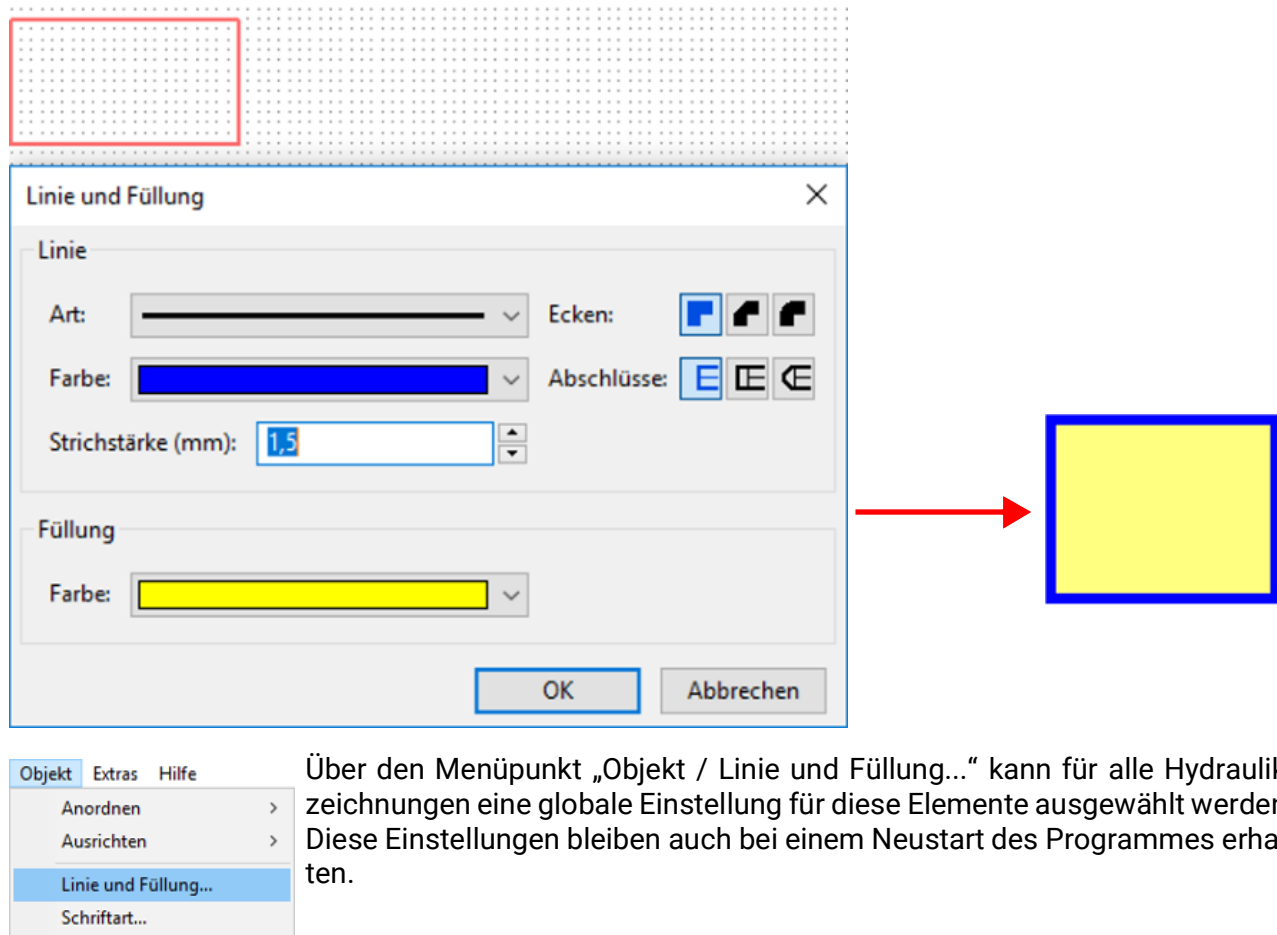 Linie und Füllung
Linie
Art:
Ecken:
Farbe:
Abschlüsse:
Strichstärke (mm):
1,5
Füllung
Farbe:
OK
Abbrechen
Objekt Extras Hilfe
Anordnen
Ausrichten
Linie und Füllung...
Schriftart...
Über den Menüpunkt „Objekt / Linie und Füllung...“ kann für alle Hydraulik
zeichnungen eine globale Einstellung für diese Elemente ausgewählt werden
Diese Einstellungen bleiben auch bei einem Neustart des Programmes erha
ten.